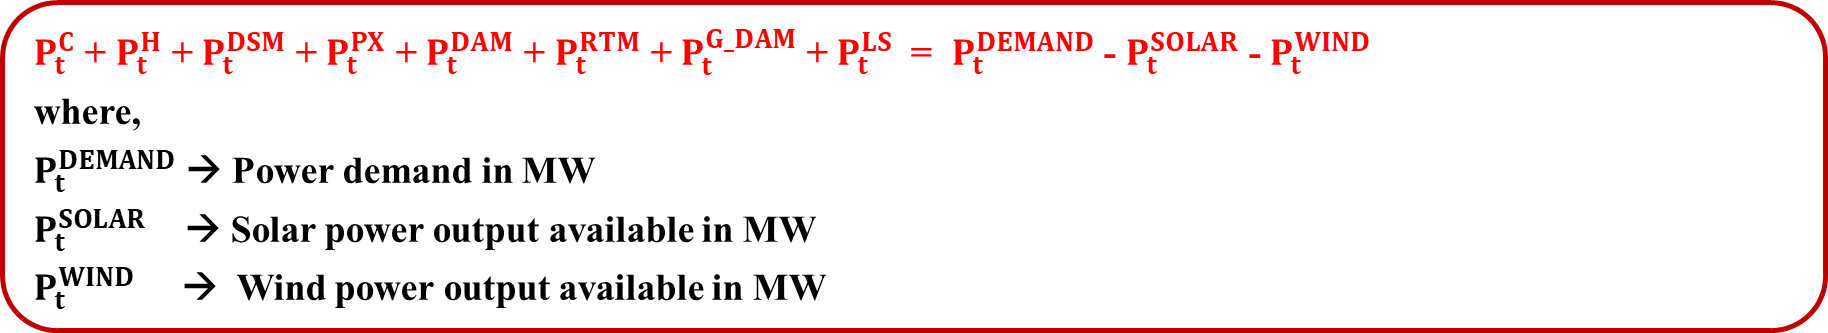 P_t^C + P_t^H + P_t^DSM + P_t^PX + P_t^DAM + P_t^RTM + P_t^G_DAM + P_t^LS = P_t^DEMAND - P_t^SOLAR - P_t^WIND
where,
P_t^DEMAND → Power demand in MW
P_t^SOLAR → Solar power output available in MW
P_t^WIND → Wind power output available in MW